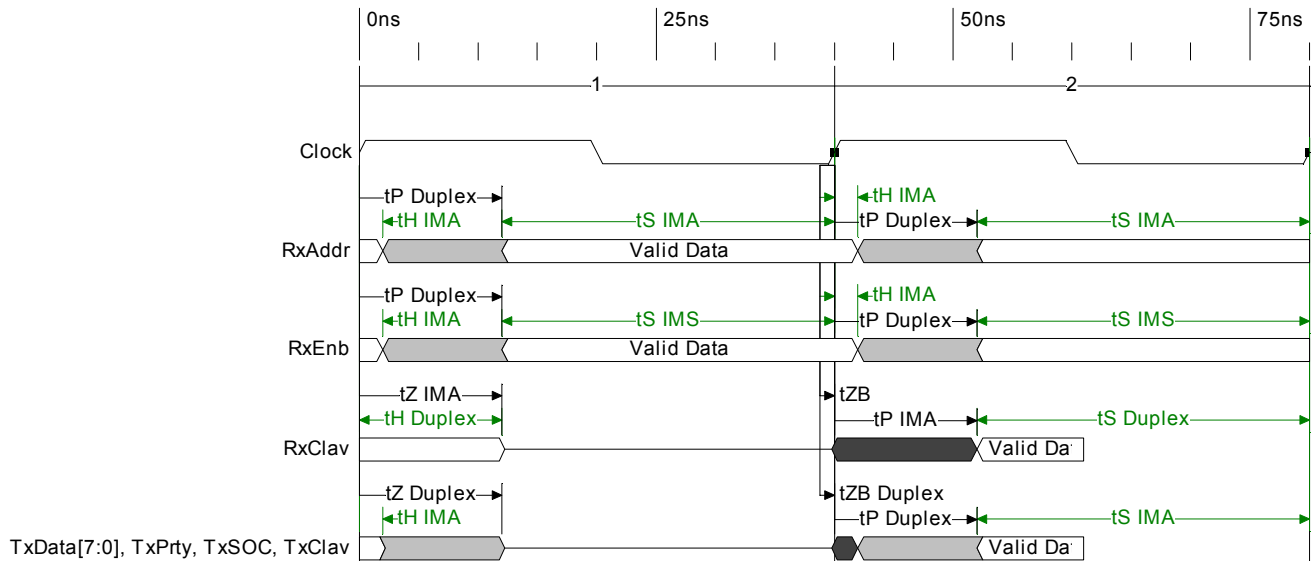 0ns 25ns 50ns 75ns
1 2
Clock
tP Duplex tH IMA
tH IMA tS IMA tP Duplex tS IMA
RxAddr Valid Data
tP Duplex tH IMA
tH IMA tS IMS tP Duplex tS IMS
RxEnb Valid Data
tZ IMA tZB
tH Duplex tP IMA tS Duplex
RxClav Valid Da
tZ Duplex tZB Duplex
tH IMA tP Duplex tS IMA
TxData[7:0], TxPrty, TxSOC, TxClav Valid Da